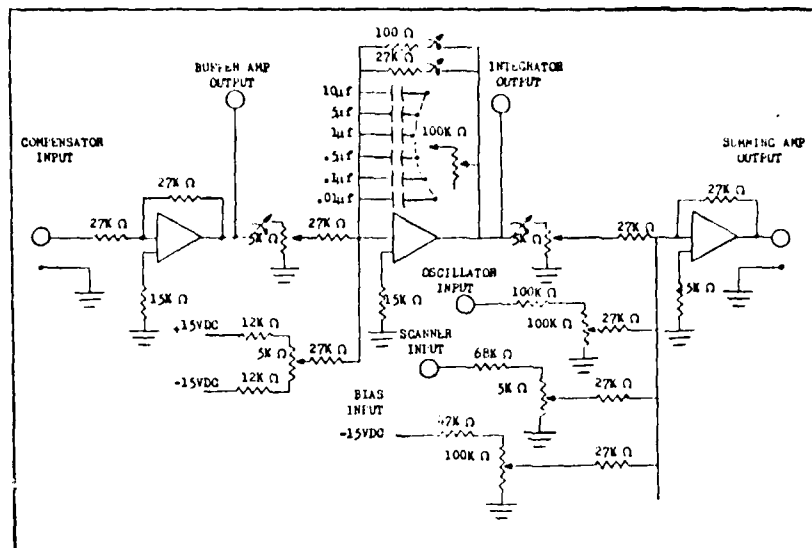 100 Ω
27K Ω
BUFFER AMP
OUTPUT
INTEGRATOR
OUTPUT
10μf
5μf
1μf
.5μf
.1μf
.01μf
100K Ω
COMPENSATOR
INPUT
SUMMING AMP
OUTPUT
27K Ω
27K Ω
27K Ω
5K Ω
27K Ω
5K Ω
27K Ω
OSCILLATOR
INPUT
15K Ω
15K Ω
100K Ω
5K Ω
+15VDC
12K Ω
5K Ω
27K Ω
SCANNER
INPUT
100K Ω
27K Ω
-15VDC
12K Ω
68K Ω
5K Ω
27K Ω
BIAS
INPUT
-15VDC
47K Ω
100K Ω
27K Ω